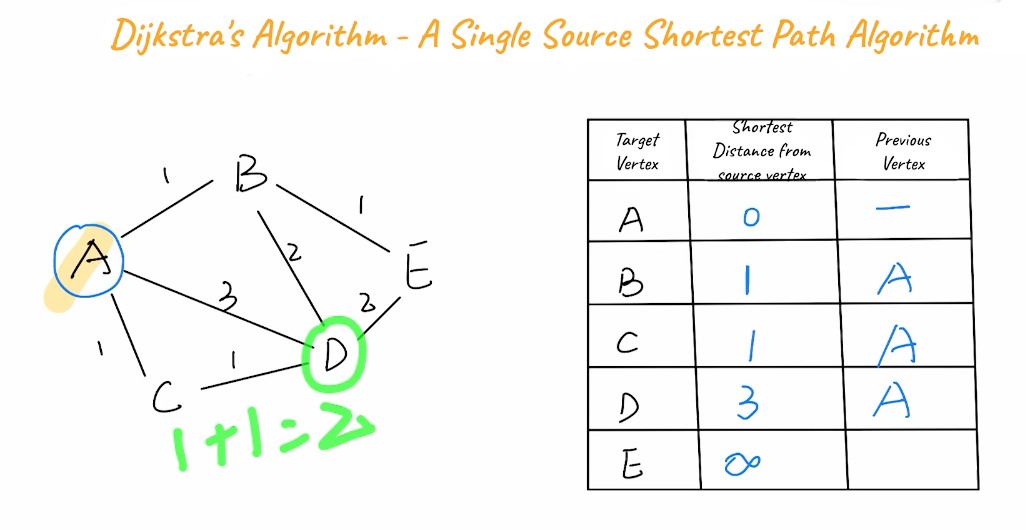 Dijkstra's Algorithm - A Single Source Shortest Path Algorithm
Target
Vertex
Shortest
Distance from
source vertex
Previous
Vertex
A 0 —
B 1 A
C 1 A
D 3 A
E ∞
1
B
1
A
2
E
3
2
1
D
1
C
1+1=2